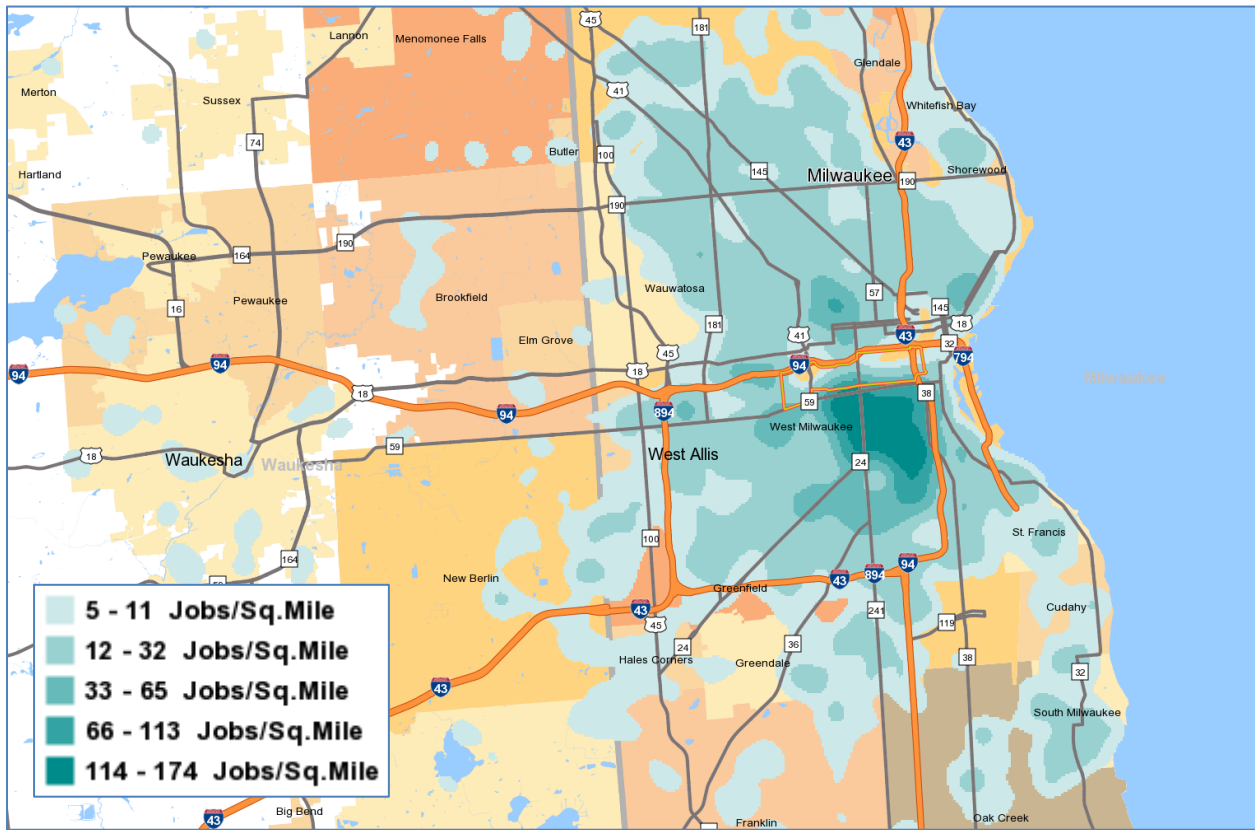 45
181
Lannon
Menomonee Falls
Glendale
Merton
41
Sussex
Whitefish Bay
74
43
Butler
100
145
Hartland
Milwaukee
190
Shorewood
190
190
164
Pewaukee
Wauwatosa
57
Pewaukee
Brookfield
145
16
181
18
41
43
Elm Grove
32
45
794
94
94
94
18
Milwaukee
18
894
38
59
94
West Milwaukee
59
18
Waukesha
Waukesha
West Allis
24
100
St. Francis
164
59
94
New Berlin
43
894
Greenfield
5 - 11 Jobs/Sq.Mile
43
241
Cudahy
45
119
12 - 32 Jobs/Sq.Mile
24
36
38
Hales Corners
Greendale
32
33 - 65 Jobs/Sq.Mile
43
South Milwaukee
66 - 113 Jobs/Sq.Mile
114 - 174 Jobs/Sq.Mile
Big Bend
43
Franklin
Oak Creek